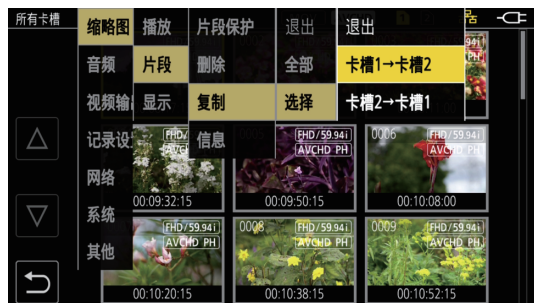 所有卡槽
缩略图
播放
片段保护
退出
退出
音频
片段
删除
全部
卡槽1→卡槽2
视频输
显示
复制
选择
卡槽2→卡槽1
记录设
信息
网络
系统
其他
FHD/59.94i
AVCHD PH
00:09:32:15
FHD/59.94i
AVCHD PH
00:09:50:15
0006
FHD/59.94i
AVCHD PH
00:10:08:00
FHD/59.94i
AVCHD PH
00:10:20:15
0008
FHD/59.94i
AVCHD PH
00:10:38:15
0009
FHD/59.94i
AVCHD PH
00:10:52:15